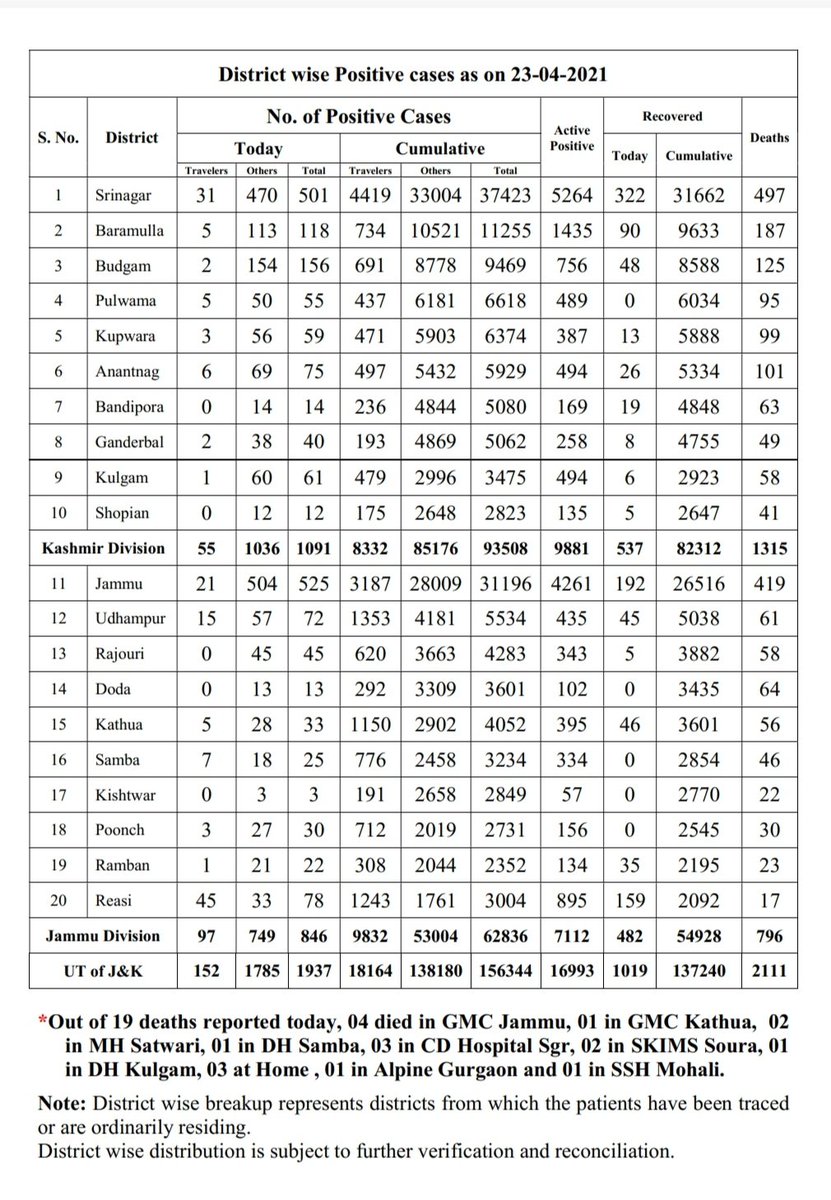 District wise Positive cases as on 23-04-2021
S. No. District No. of Positive Cases Active Positive Recovered Deaths
Today Cumulative Today Cumulative
Travelers Others Total Travelers Others Total
1 Srinagar 31 470 501 4419 33004 37423 5264 322 31662 497
2 Baramulla 5 113 118 734 10521 11255 1435 90 9633 187
3 Budgam 2 154 156 691 8778 9469 756 48 8588 125
4 Pulwama 5 50 55 437 6181 6618 489 0 6034 95
5 Kupwara 3 56 59 471 5903 6374 387 13 5888 99
6 Anantnag 6 69 75 497 5432 5929 494 26 5334 101
7 Bandipora 0 14 14 236 4844 5080 169 19 4848 63
8 Ganderbal 2 38 40 193 4869 5062 258 8 4755 49
9 Kulgam 1 60 61 479 2996 3475 494 6 2923 58
10 Shopian 0 12 12 175 2648 2823 135 5 2647 41
Kashmir Division 55 1036 1091 8332 85176 93508 9881 537 82312 1315
11 Jammu 21 504 525 3187 28009 31196 4261 192 26516 419
12 Udhampur 15 57 72 1353 4181 5534 435 45 5038 61
13 Rajouri 0 45 45 620 3663 4283 343 5 3882 58
14 Doda 0 13 13 292 3309 3601 102 0 3435 64
15 Kathua 5 28 33 1150 2902 4052 395 46 3601 56
16 Samba 7 18 25 776 2458 3234 334 0 2854 46
17 Kishtwar 0 3 3 191 2658 2849 57 0 2770 22
18 Poonch 3 27 30 712 2019 2731 156 0 2545 30
19 Ramban 1 21 22 308 2044 2352 134 35 2195 23
20 Reasi 45 33 78 1243 1761 3004 895 159 2092 17
Jammu Division 97 749 846 9832 53004 62836 7112 482 54928 796
UT of J&K 152 1785 1937 18164 138180 156344 16993 1019 137240 2111
*Out of 19 deaths reported today, 04 died in GMC Jammu, 01 in GMC Kathua, 02
in MH Satwari, 01 in DH Samba, 03 in CD Hospital Sgr, 02 in SKIMS Soura, 01
in DH Kulgam, 03 at Home , 01 in Alpine Gurgaon and 01 in SSH Mohali.
Note: District wise breakup represents districts from which the patients have been traced
or are ordinarily residing.
District wise distribution is subject to further verification and reconciliation.